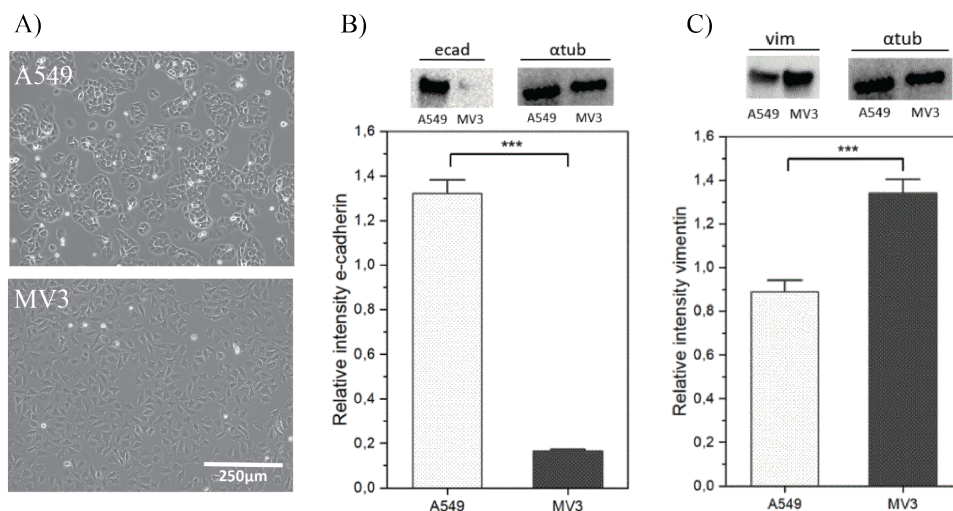 A)
A549
MV3
250µm
B)
ecad
αtub
A549 MV3
A549 MV3
***
1,6
1,4
1,2
1,0
0,8
0,6
0,4
0,2
0,0
Relative intensity e-cadherin
A549
MV3
C)
vim
αtub
A549 MV3
A549 MV3
***
1,6
1,4
1,2
1,0
0,8
0,6
0,4
0,2
0,0
Relative intensity vimentin
A549
MV3